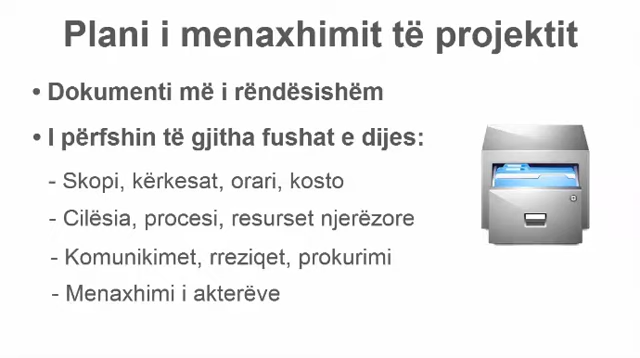 Plani i menaxhimit të projektit
• Dokumenti më i rëndësishëm
• I përfshin të gjitha fushat e dijes:
- Skopi, kërkesat, orari, kosto
- Cilësia, procesi, resurset njerëzore
- Komunikimet, rreziqet, prokurimi
- Menaxhimi i akterëve